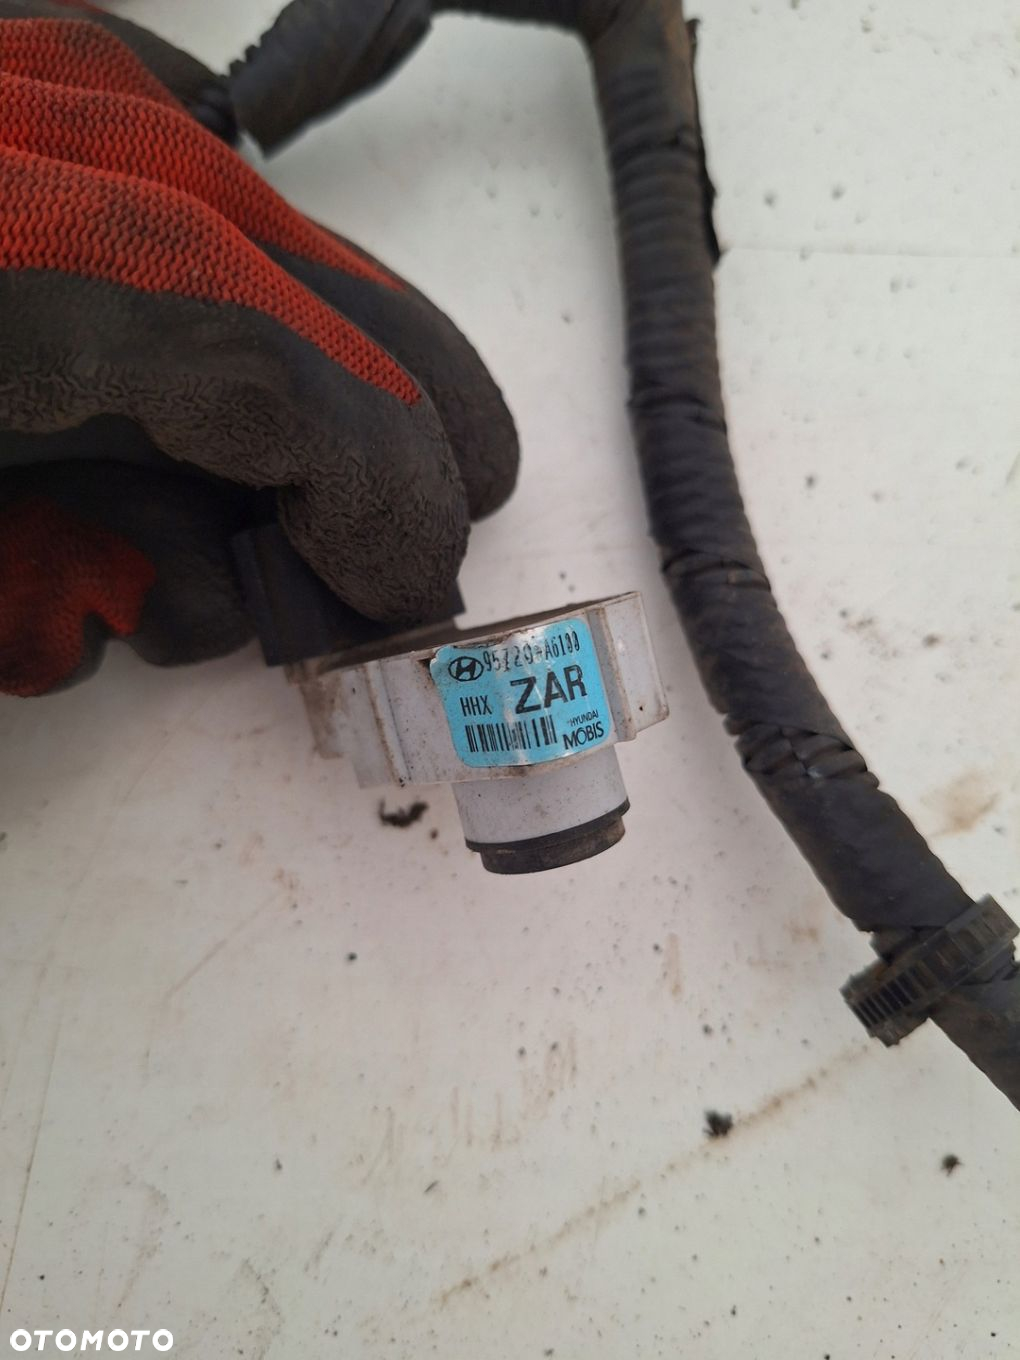 95720-A6100
HHX ZAR
HYUNDAI
MOBIS
OTOMOTO